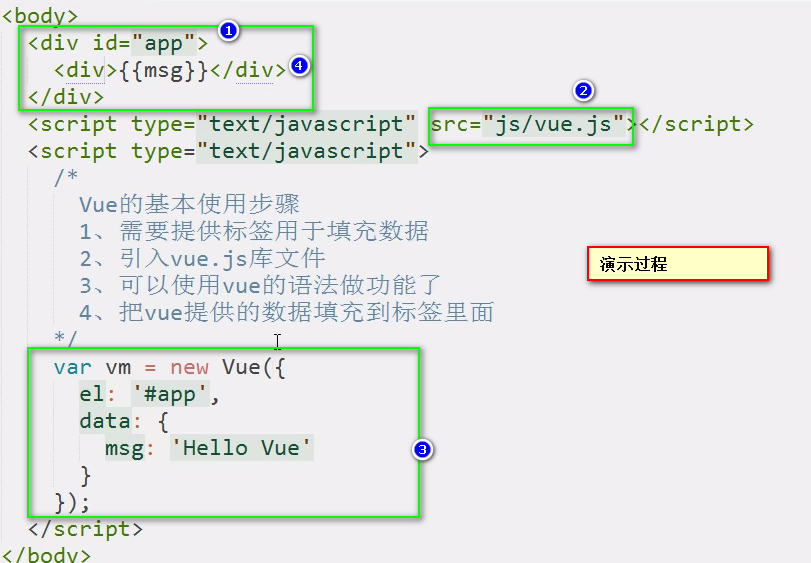 <body>
<div id="app"> 1
<div>{{msg}}</div> 4
</div>
2
<script type="text/javascript" src="js/vue.js"></script>
<script type="text/javascript">
/*
Vue的基本使用步骤
1、需要提供标签用于填充数据
2、引入vue.js库文件
演示过程
3、可以使用vue的语法做功能了
4、把vue提供的数据填充到标签里面
*/
var vm = new Vue({
el: '#app',
data: {
msg: 'Hello Vue' 3
}
});
</script>
</body>